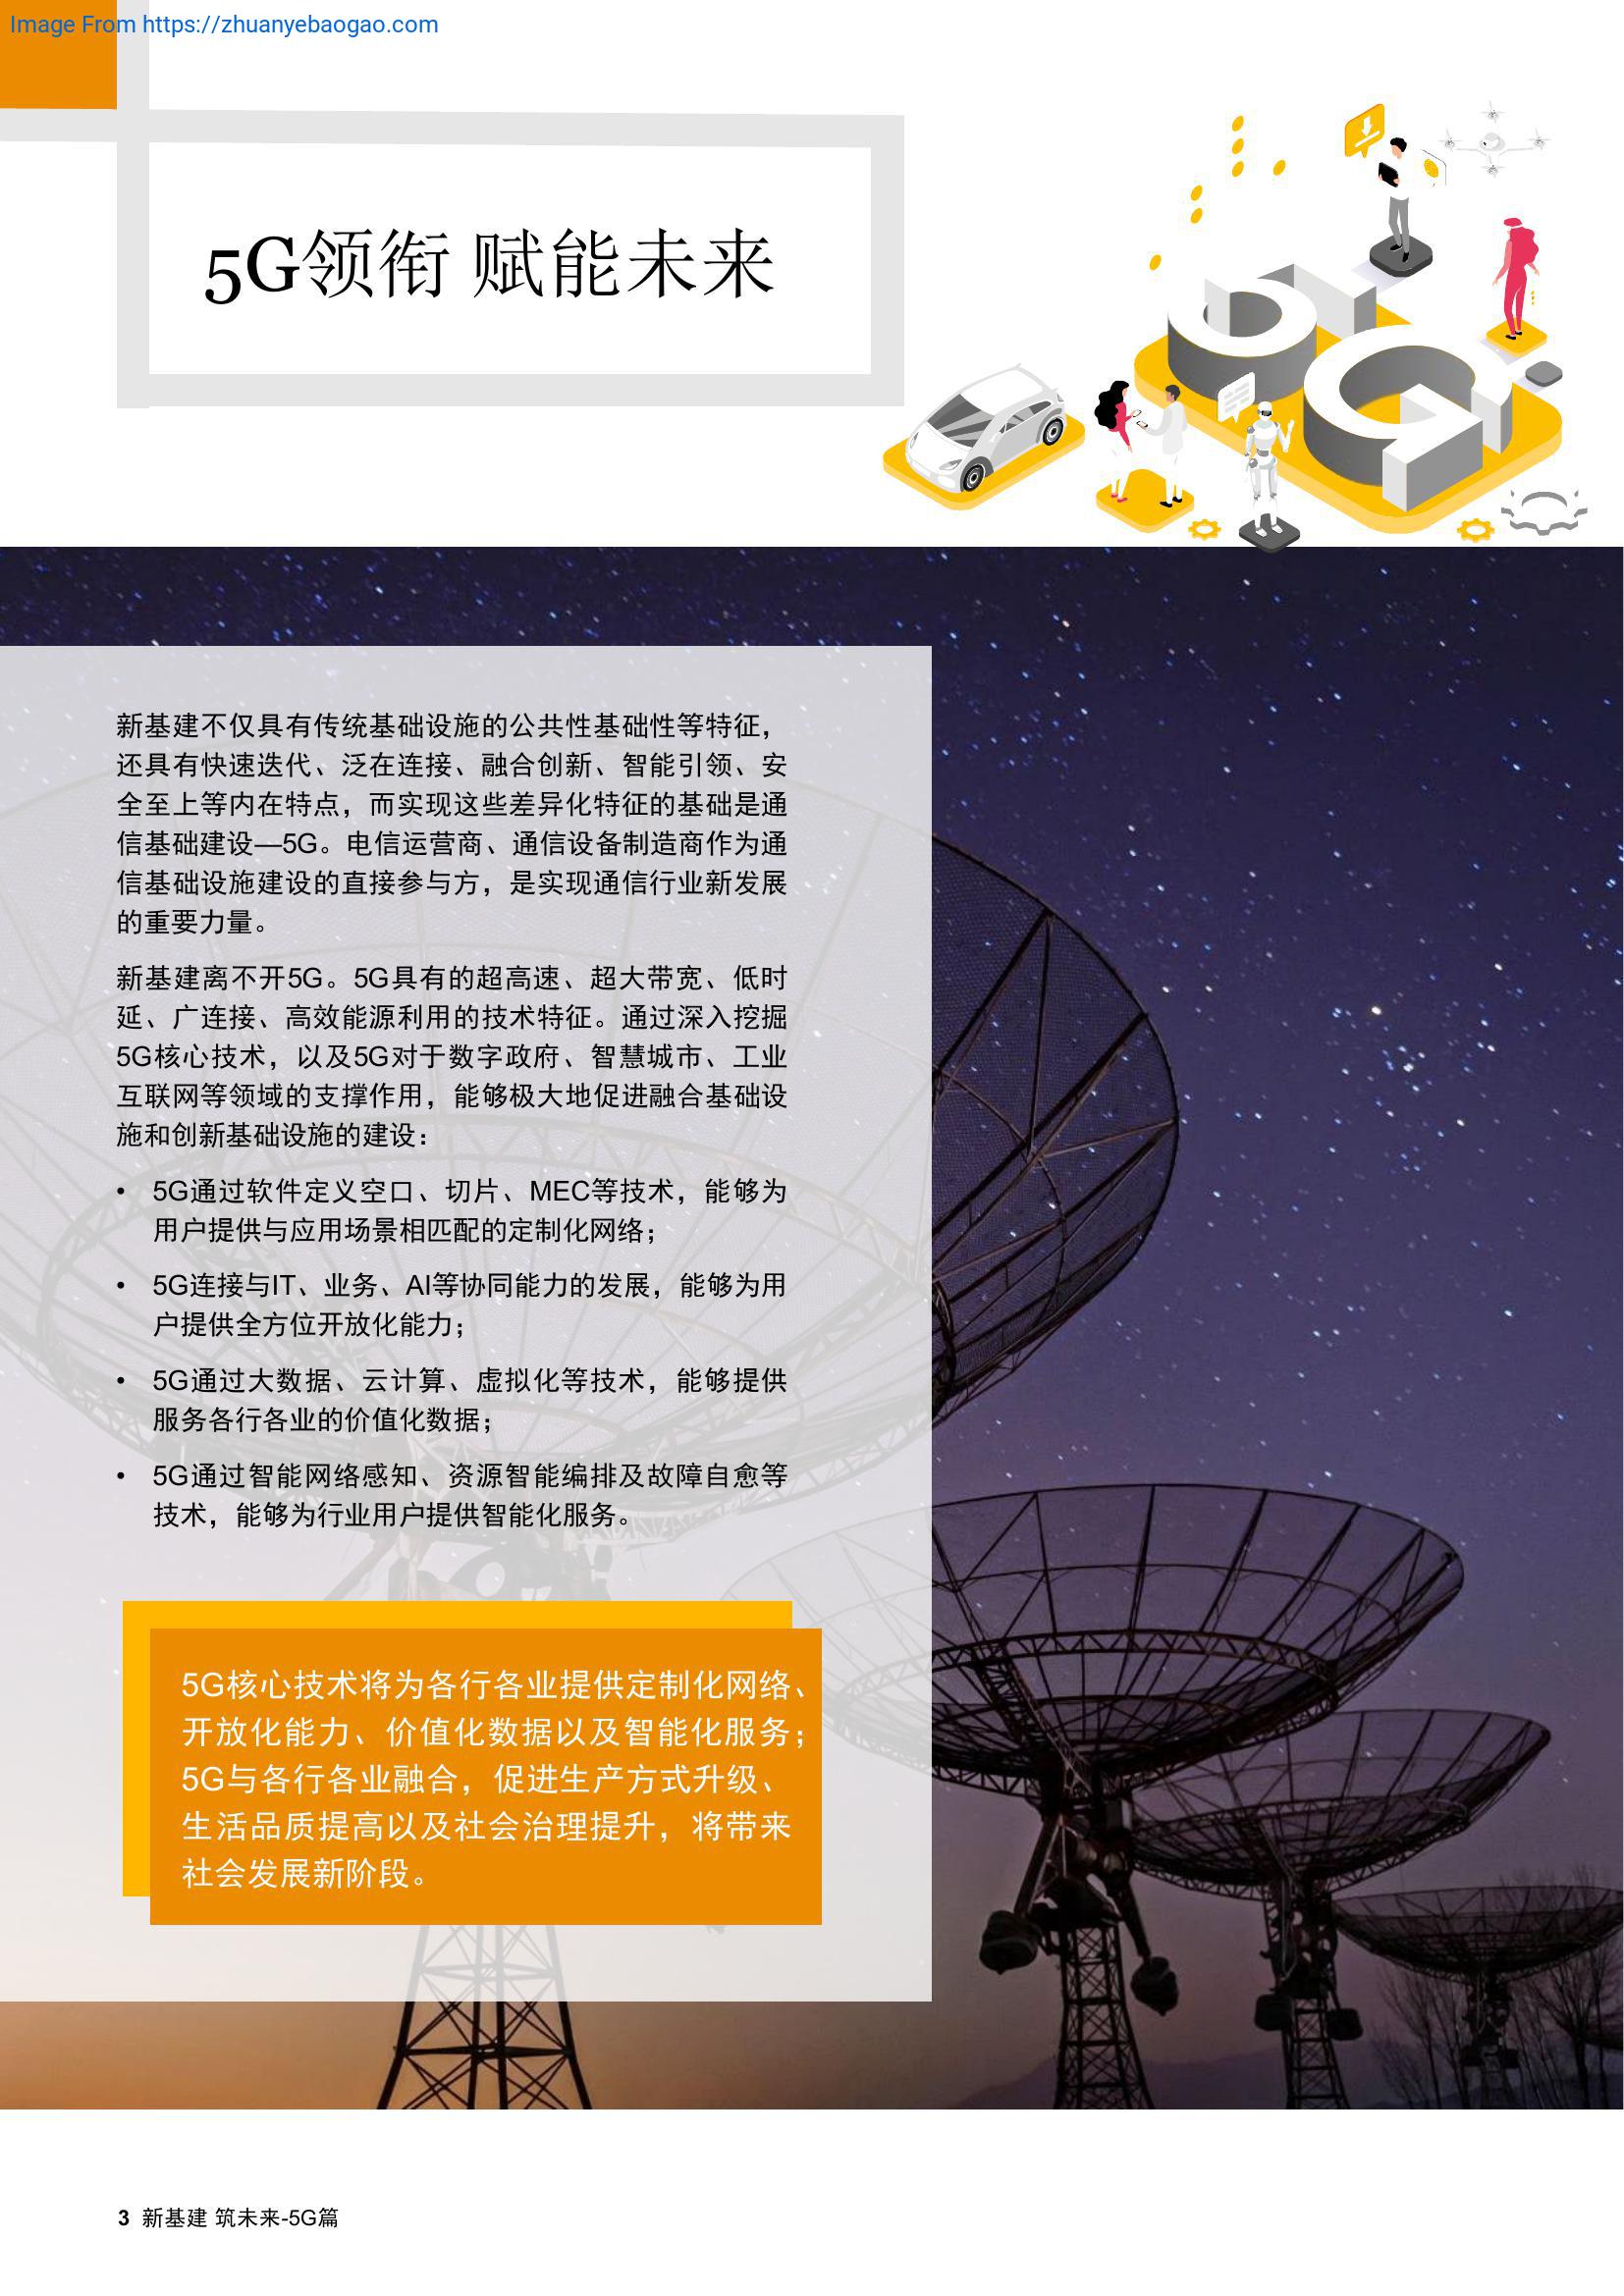 Image From https://zhuanyebaogao.com
5G领衔 赋能未来
新基建不仅具有传统基础设施的公共性基础性等特征，
还具有快速迭代、泛在连接、融合创新、智能引领、安
全至上等内在特点，而实现这些差异化特征的基础是通
信基础建设—5G。电信运营商、通信设备制造商作为通
信基础设施建设的直接参与方，是实现通信行业新发展
的重要力量。
新基建离不开5G。5G具有的超高速、超大带宽、低时
延、广连接、高效能源利用的技术特征。通过深入挖掘
5G核心技术，以及5G对于数字政府、智慧城市、工业
互联网等领域的支撑作用，能够极大地促进融合基础设
施和创新基础设施的建设：
• 5G通过软件定义空口、切片、MEC等技术，能够为
用户提供与应用场景相匹配的定制化网络；
• 5G连接与IT、业务、AI等协同能力的发展，能够为用
户提供全方位开放化能力；
• 5G通过大数据、云计算、虚拟化等技术，能够提供
服务各行各业的价值化数据；
• 5G通过智能网络感知、资源智能编排及故障自愈等
技术，能够为行业用户提供智能化服务。
5G核心技术将为各行各业提供定制化网络、
开放化能力、价值化数据以及智能化服务；
5G与各行各业融合，促进生产方式升级、
生活品质提高以及社会治理提升，将带来
社会发展新阶段。
3 新基建 筑未来-5G篇